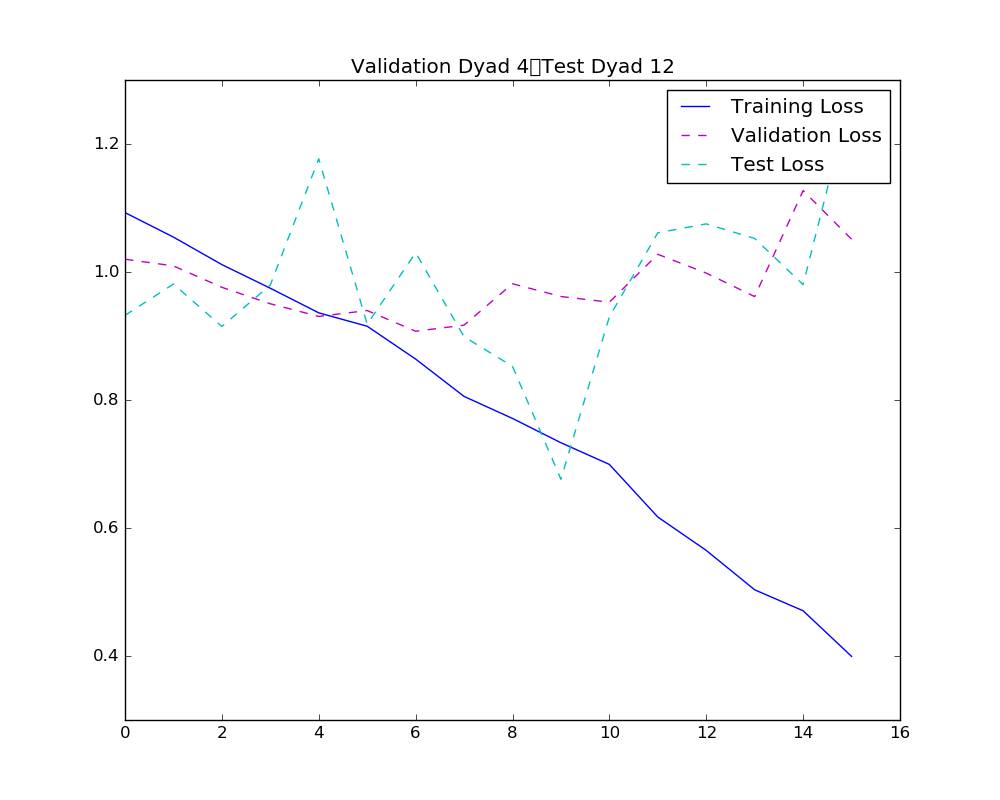 Validation Dyad 4▯Test Dyad 12
Training Loss
Validation Loss
Test Loss
1.2
1.0
0.8
0.6
0.4
0 2 4 6 8 10 12 14 16